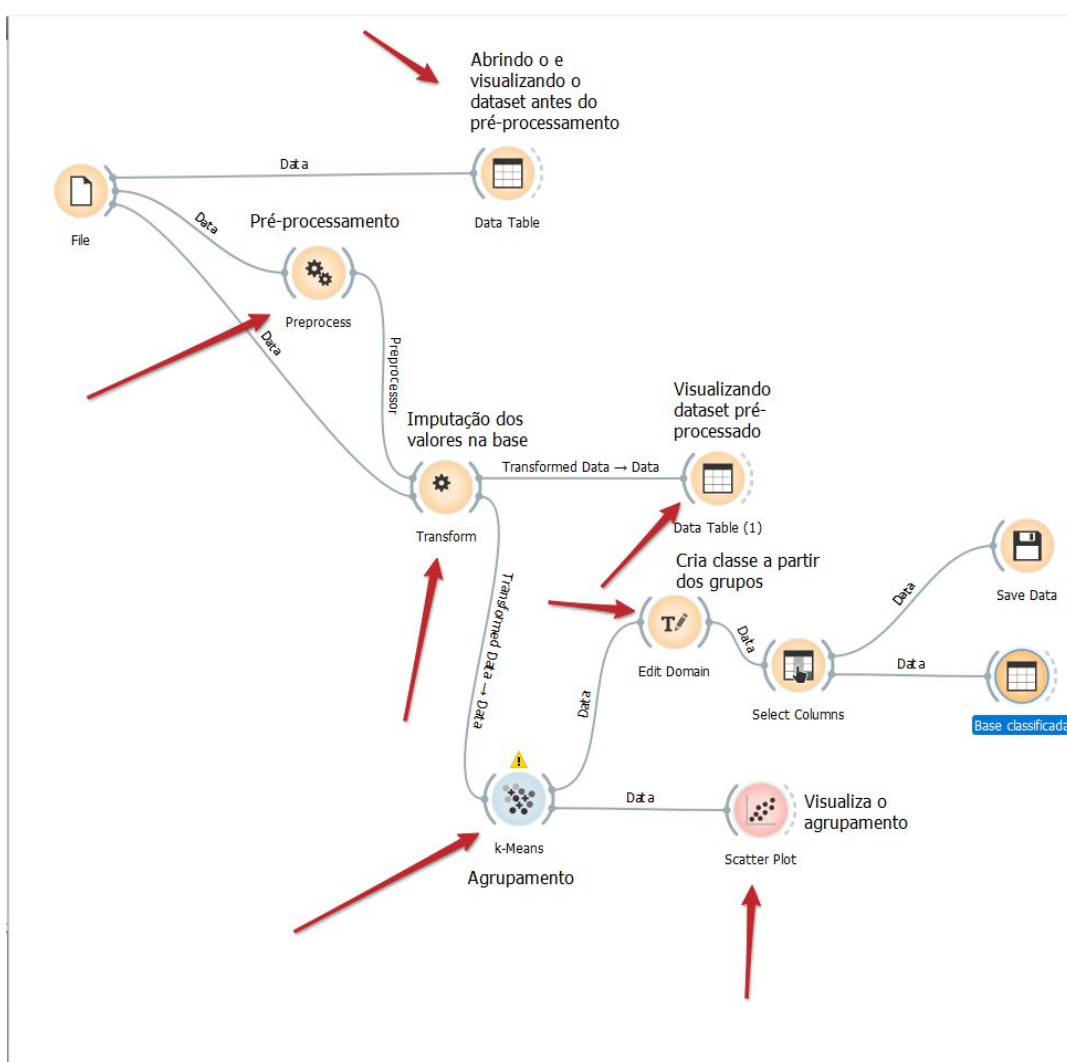 Abrindo o e
visualizando o
dataset antes do
pré-processamento
Data
Data Table
File
Data
Pré-processamento
Preprocess
Data
Preprocessor
Visualizando
dataset pré-
processado
Imputação dos
valores na base
Transformed Data → Data
Transform
Data Table (1)
Cria classe a partir
dos grupos
Transformed Data → Data
Edit Domain
Data
Data
Data
Save Data
Select Columns
Data
Base classificada
k-Means
Agrupamento
Data
Visualiza o
agrupamento
Scatter Plot